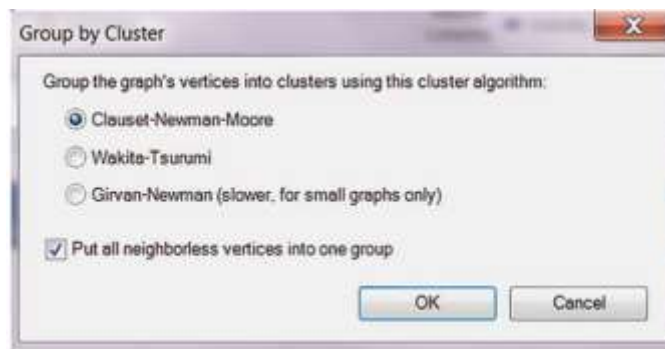 Group by Cluster
Group the graph's vertices into clusters using this cluster algorithm:
Clauset-Newman-Moore
Wakita-Tsurumi
Girvan-Newman (slower, for small graphs only)
Put all neighborless vertices into one group
OK
Cancel